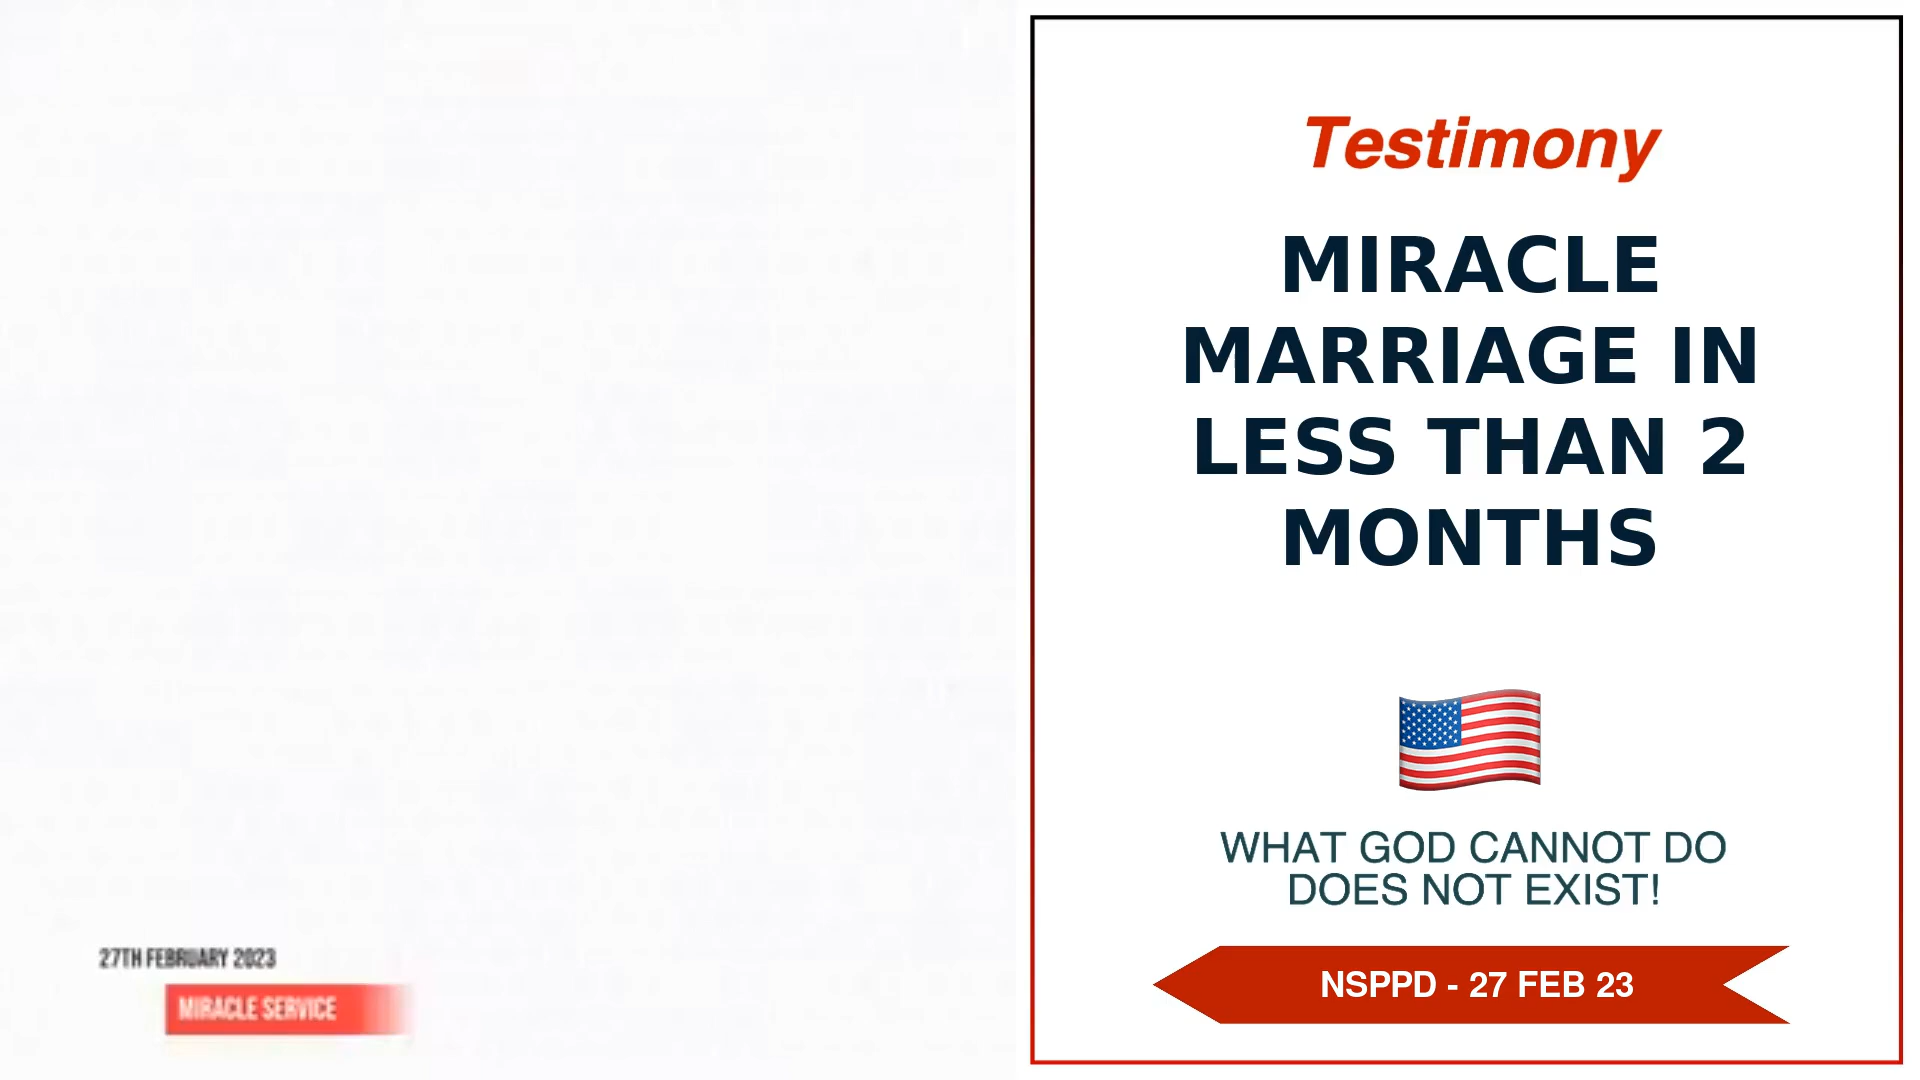 Testimony
MIRACLE
MARRIAGE IN
LESS THAN 2
MONTHS
WHAT GOD CANNOT DO
DOES NOT EXIST!
NSPPD - 27 FEB 23
27TH FEBRUARY 2023
MIRACLE SERVICE